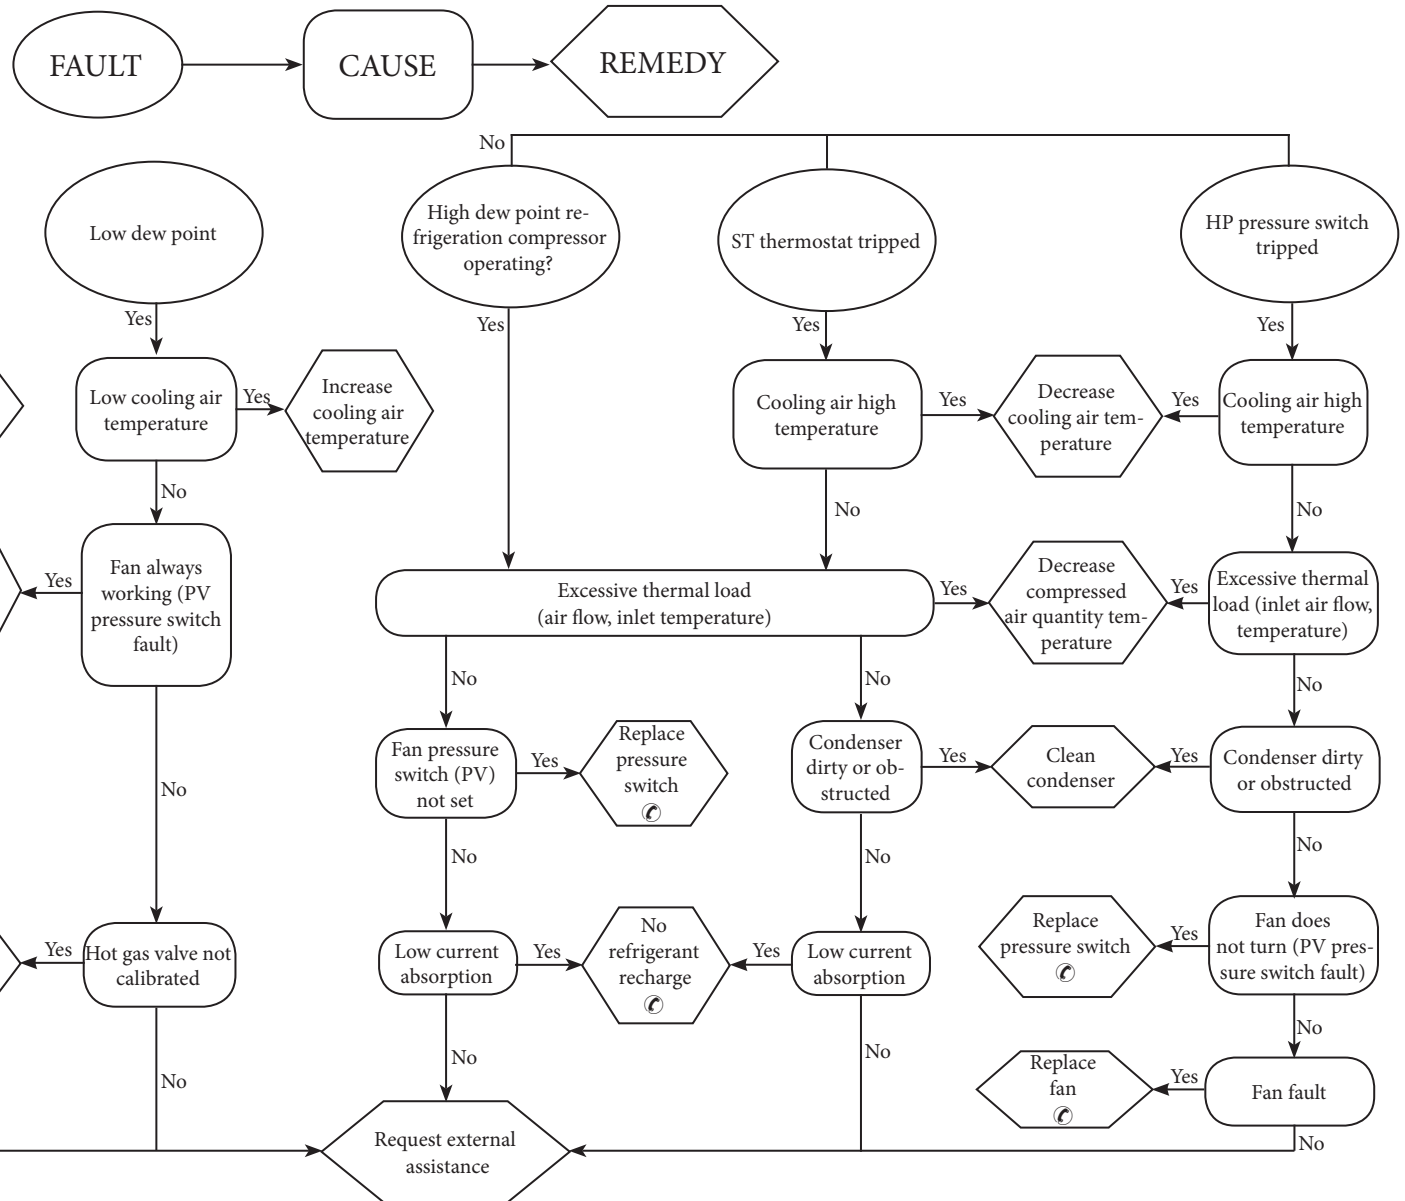 FAULT
CAUSE
REMEDY
No
Low dew point
High dew point re-
frigeration compressor
operating?
ST thermostat tripped
HP pressure switch
tripped
Yes
Yes
Yes
Yes
Low cooling air
temperature
Yes
Increase
cooling air
temperature
Cooling air high
temperature
Yes
Decrease
cooling air tem-
perature
Yes
Cooling air high
temperature
No
No
No
Yes
Fan always
working (PV
pressure switch
fault)
Excessive thermal load
(air flow, inlet temperature)
Yes
Decrease
compressed
air quantity tem-
perature
Yes
Excessive thermal
load (inlet air flow,
temperature)
No
No
No
No
Fan pressure
switch (PV)
not set
Yes
Replace
pressure
switch
Condenser
dirty or ob-
structed
Yes
Clean
condenser
Yes
Condenser dirty
or obstructed
No
No
No
Yes
Hot gas valve not
calibrated
Low current
absorption
Yes
No
refrigerant
recharge
Yes
Low current
absorption
Replace
pressure switch
Yes
Fan does
not turn (PV pres-
sure switch fault)
No
No
No
No
Replace
fan
Yes
Fan fault
Request external
assistance
No